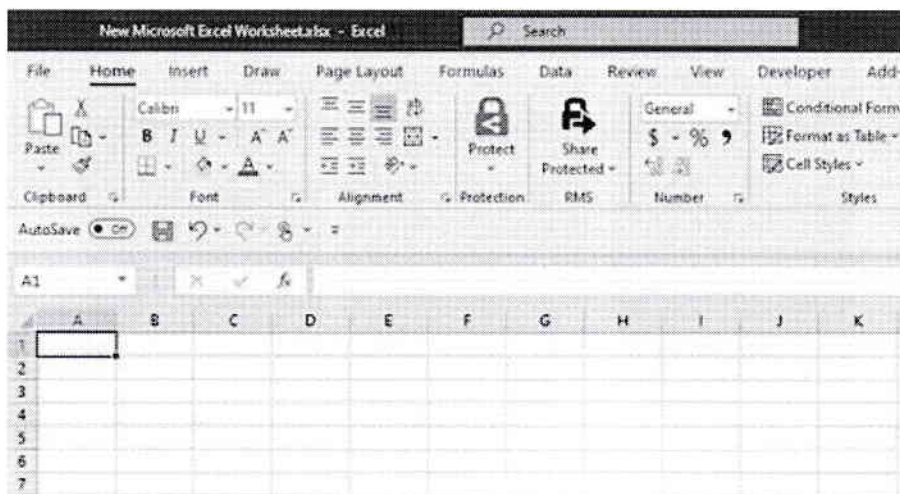 New Microsoft Excel Worksheet.xlsx - Excel Search
File Home Insert Draw Page Layout Formulas Data Review View Developer Add-
Calibri 11 General Conditional Form
Paste B I U A A Protect Share $ % 9 Format as Table
Protected Cell Styles
Clipboard Font Alignment Protection RMS Number Styles
AutoSave Off
A1 fx
A B C D E F G H I J K
1
2
3
4
5
6
7